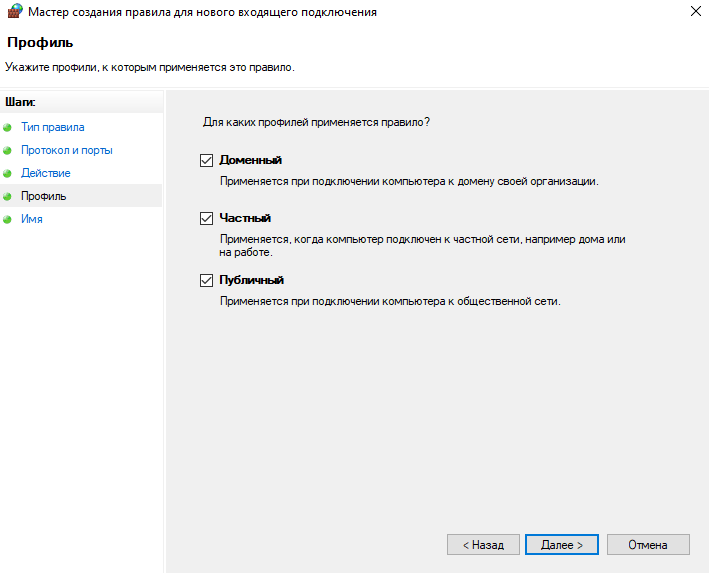 Мастер создания правила для нового входящего подключения
Профиль
Укажите профили, к которым применяется это правило.
Шаги:
Тип правила
Протокол и порты
Действие
Профиль
Имя
Для каких профилей применяется правило?
Доменный
Применяется при подключении компьютера к домену своей организации.
Частный
Применяется, когда компьютер подключен к частной сети, например дома или
на работе.
Публичный
Применяется при подключении компьютера к общественной сети.
< Назад
Далее >
Отмена